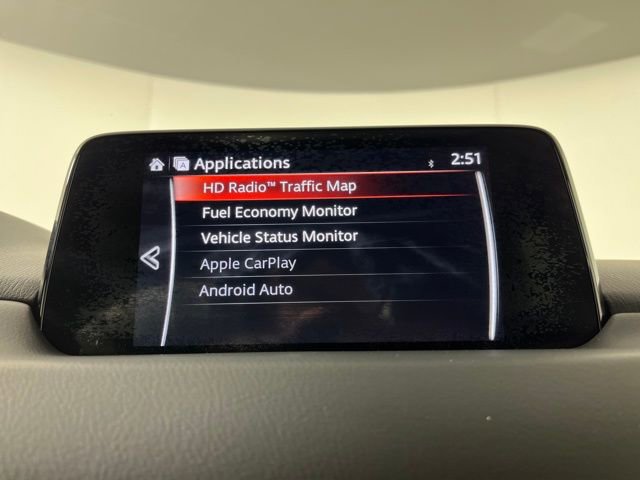 Applications
2:51
HD Radio™ Traffic Map
Fuel Economy Monitor
Vehicle Status Monitor
Apple CarPlay
Android Auto